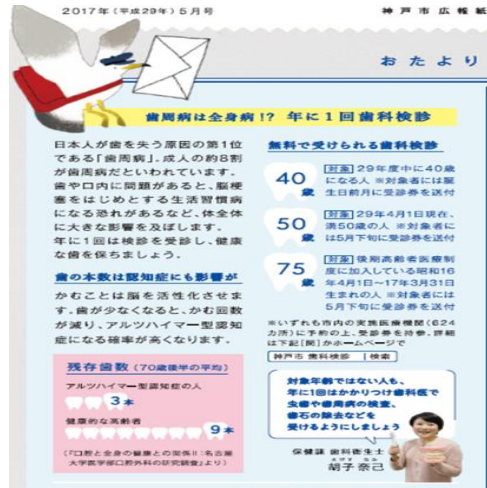 2017年(平成29年)5月号
神戸市広報紙
おたより
歯周病は全身病!? 年に1回歯科検診
日本人が歯を失う原因の第1位
である「歯周病」。成人の約8割
が歯周病だといわれています。
歯や口内に問題があると、脳梗
塞をはじめとする生活習慣病
になる恐れがあるなど、体全体
に大きな影響を及ぼします。
年に1回は検診を受診し、健康
な歯を保ちましょう。
歯の本数は認知症にも影響が
かむことは脳を活性化させま
す。歯が少なくなると、かむ回数
が減り、アルツハイマー型認知
症になる確率が高くなります。
残存歯数(70歳後半の平均)
アルツハイマー型認知症の人
3本
健康的な高齢者
9本
(「口腔と全身の健康との関係Ⅱ:名古屋
大学医学部口腔外科の研究調査」より)
無料で受けられる歯科検診
40歳
対象 29年度中に40歳
になる人 ※対象者には誕
生日前月に受診券を送付
50歳
対象 29年4月1日現在、
満50歳の人 ※対象者に
は5月下旬に受診券を送付
75歳
対象 後期高齢者医療制
度に加入している昭和16
年4月1日~17年3月31日
生まれの人 ※対象者には
5月下旬に受診券を送付
※いずれも市内の実施医療機関(624
カ所)に予約の上、受診券を持参。詳細
は下記[問]かホームページで
神戸市 歯科検診 検索
対象年齢ではない人も、
年に1回はかかりつけ歯科医で
虫歯や歯周病の検査、
歯石の除去などを
受けるようにしましょう
保健課 歯科衛生士
えびす なみ
胡子奈己